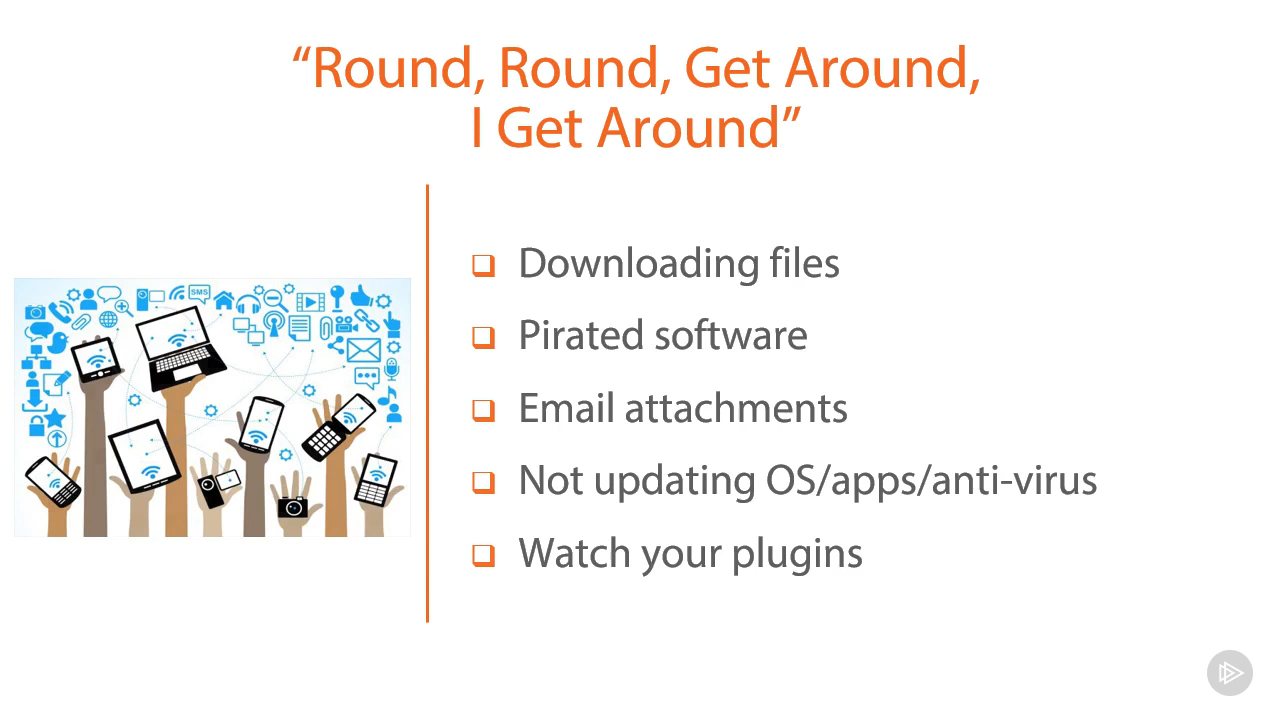 “Round, Round, Get Around,
I Get Around”
SMS
Downloading files
Pirated software
Email attachments
Not updating OS/apps/anti-virus
Watch your plugins